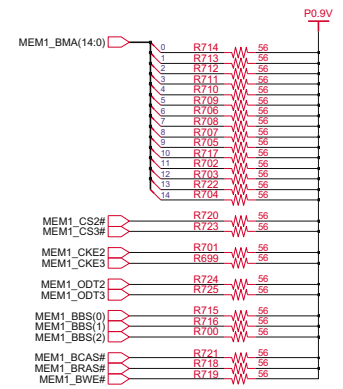 P0.9V
MEM1_BMA(14:0)
0 R714 56
1 R713 56
2 R712 56
3 R711 56
4 R710 56
5 R709 56
6 R706 56
7 R708 56
8 R707 56
9 R705 56
10 R717 56
11 R702 56
12 R703 56
13 R722 56
14 R704 56
MEM1_CS2# R720 56
MEM1_CS3# R723 56
MEM1_CKE2 R701 56
MEM1_CKE3 R699 56
MEM1_ODT2 R724 56
MEM1_ODT3 R725 56
MEM1_BBS(0) R715 56
MEM1_BBS(1) R716 56
MEM1_BBS(2) R700 56
MEM1_BCAS# R721 56
MEM1_BRAS# R718 56
MEM1_BWE# R719 56